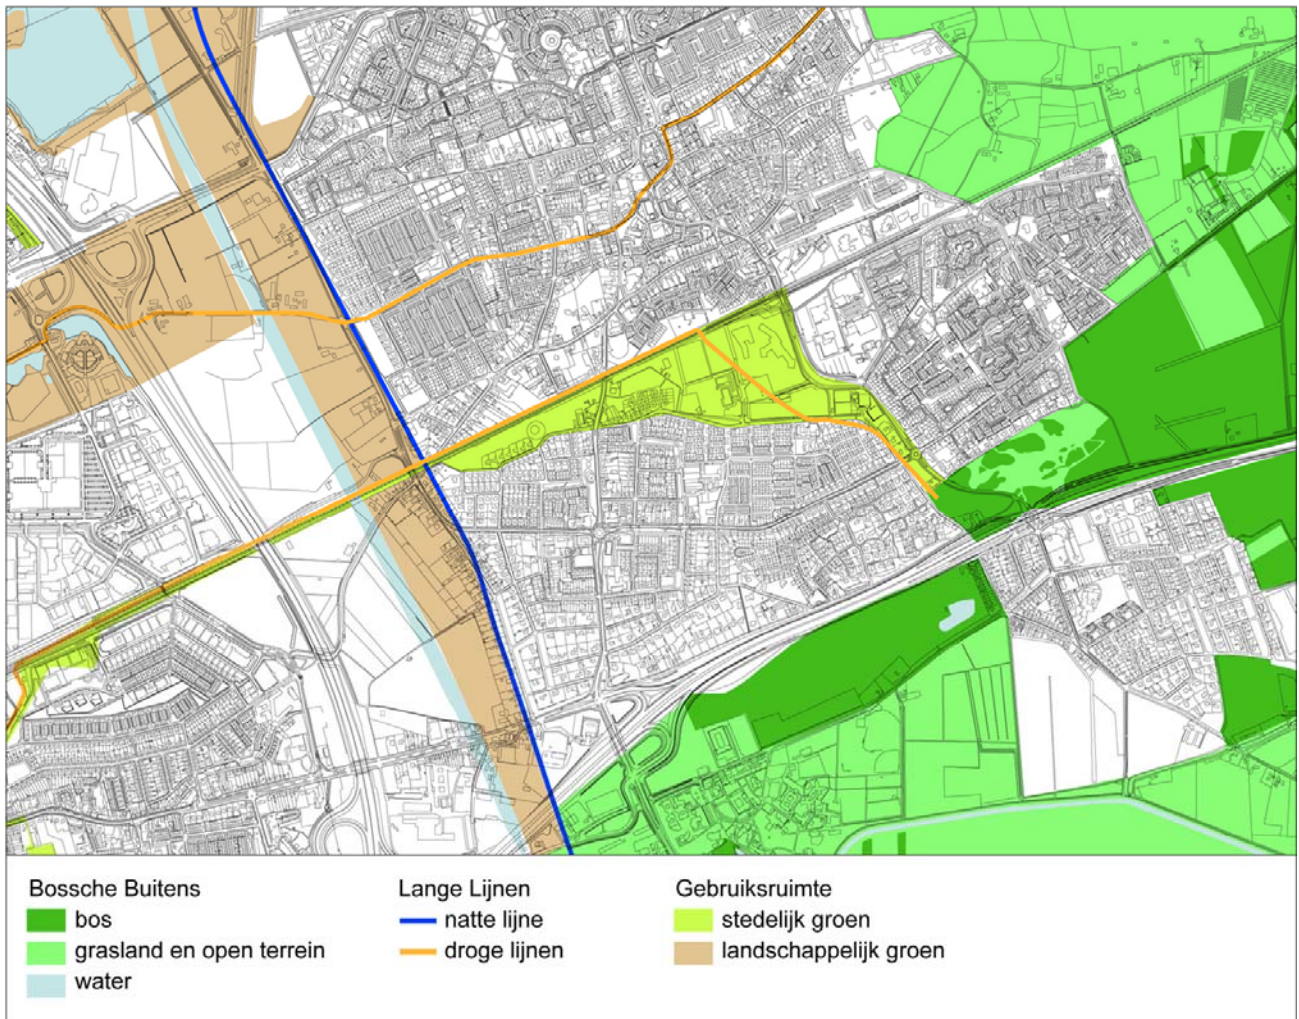 Bossche Buitens
bos
grasland en open terrein
water
Lange Lijnen
natte lijne
droge lijnen
Gebruiksruimte
stedelijk groen
landschappelijk groen